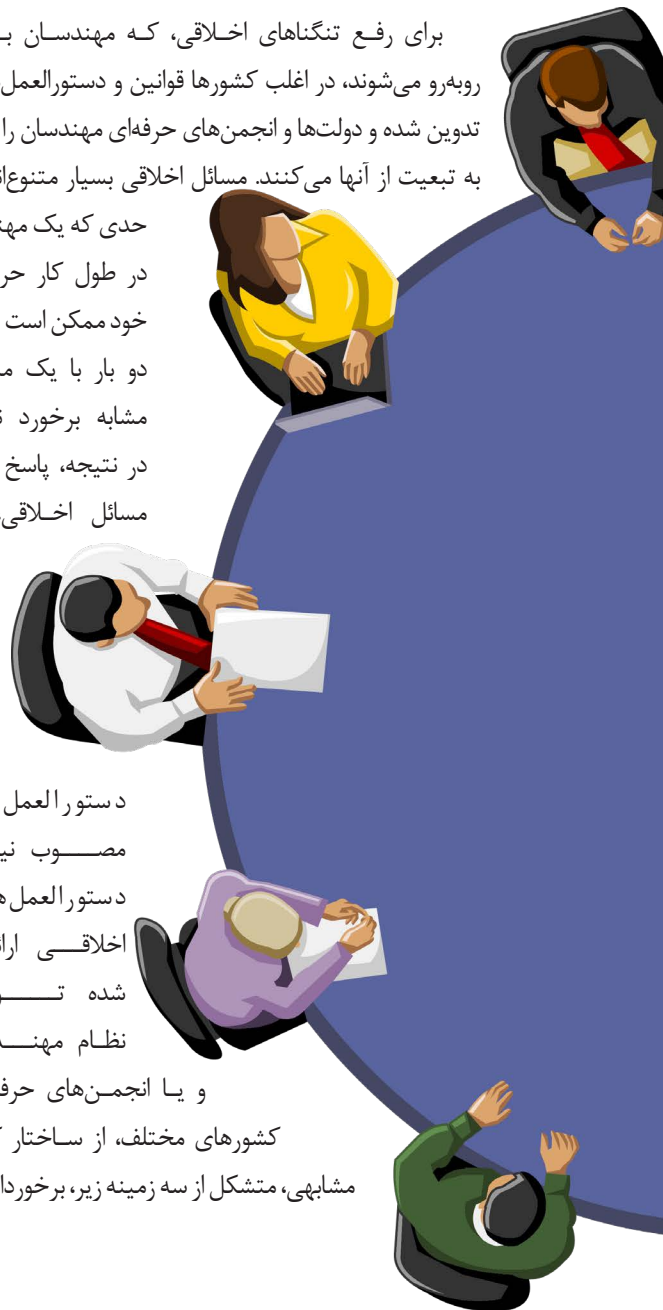 برای رفع تنگناهای اخلاقی، که مهندسان ب
روبه‌رو می‌شوند، در اغلب کشورها قوانین و دستورالعمل
تدوین شده و دولت‌ها و انجمن‌های حرفه‌ای مهندسان را
به تبعیت از آنها می‌کنند. مسائل اخلاقی بسیار متنوع‌ان
حدی که یک مهن
در طول کار حر
خود ممکن است
دو بار با یک م
مشابه برخورد ن
در نتیجه، پاسخ
مسائل اخلاقی
دستورالعمل
مصوب نی
دستورالعمل‌ه
اخلاقی ارائ
شده تو
نظام مهند
و یا انجمن‌های حرف
کشورهای مختلف، از ساختار ک
مشابهی، متشکل از سه زمینه زیر، برخوردا